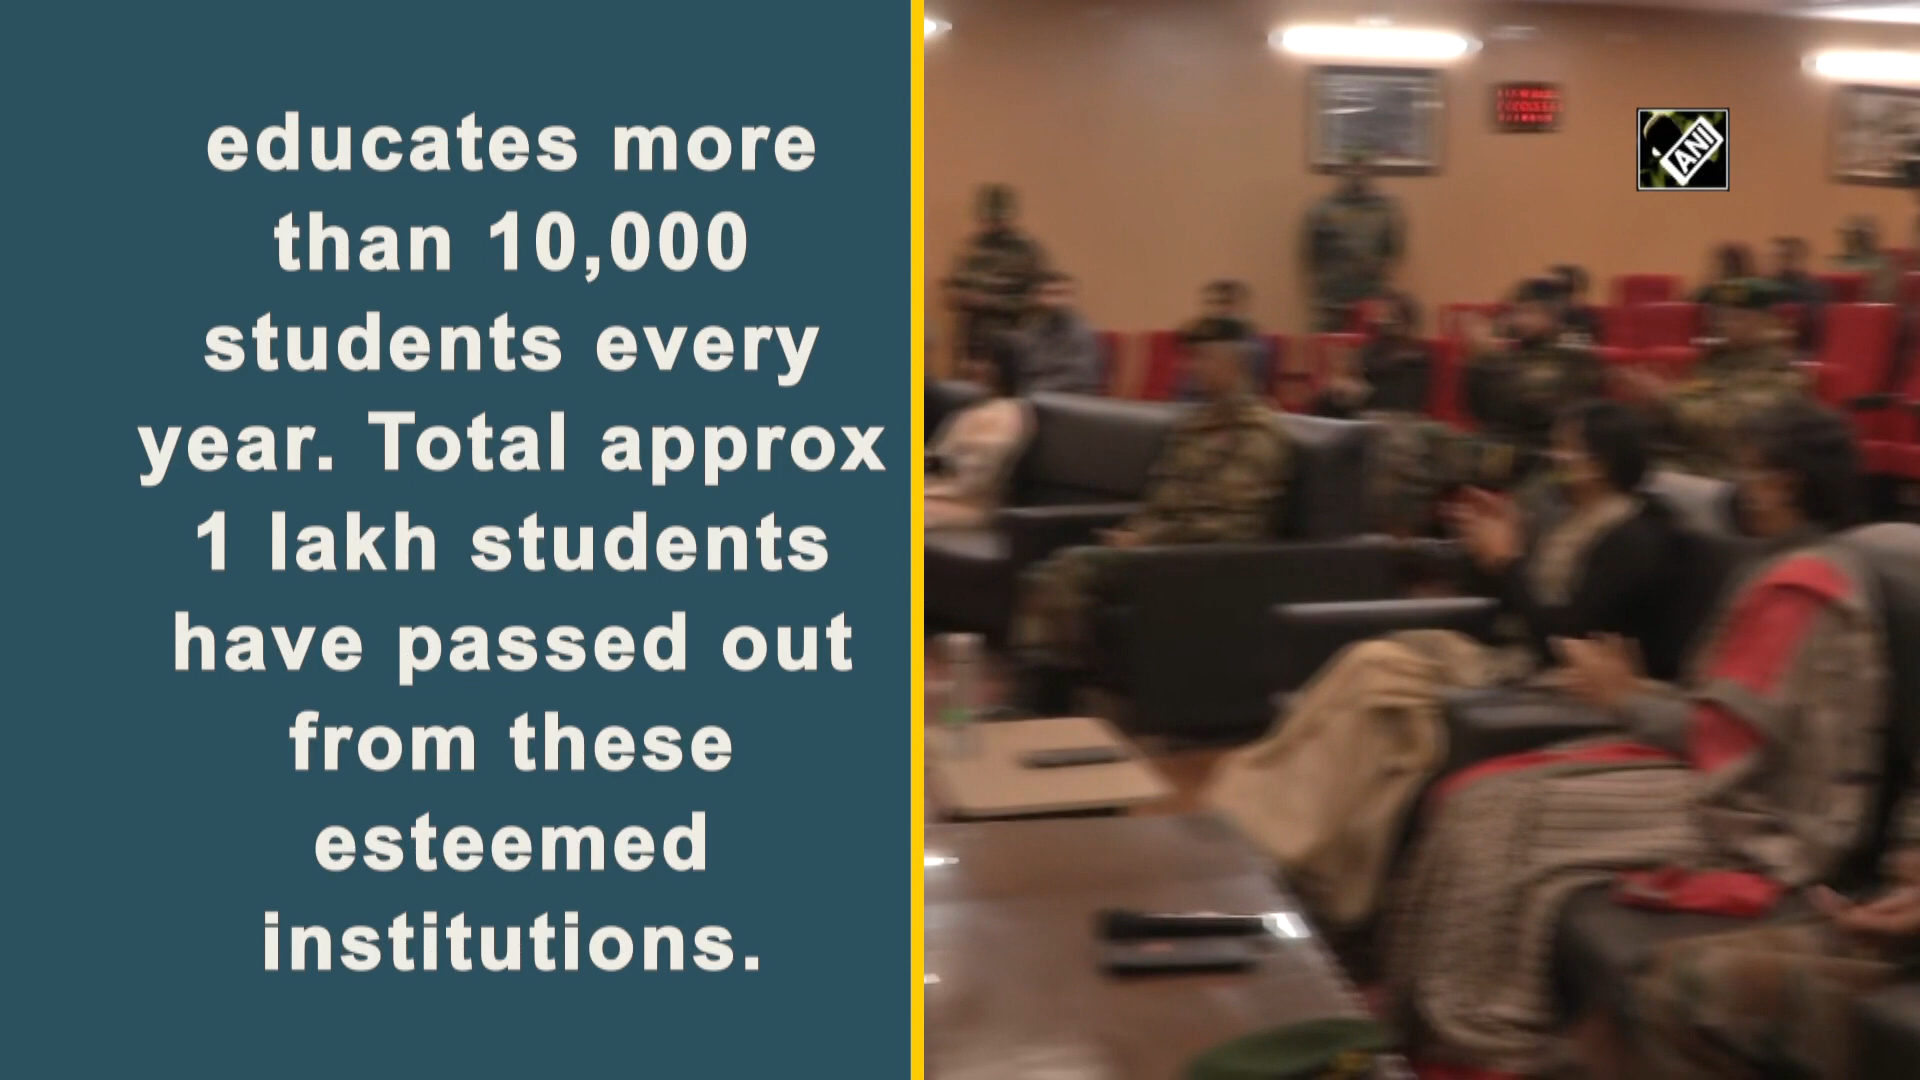 educates more
than 10,000
students every
year. Total approx
1 lakh students
have passed out
from these
esteemed
institutions.
ANI